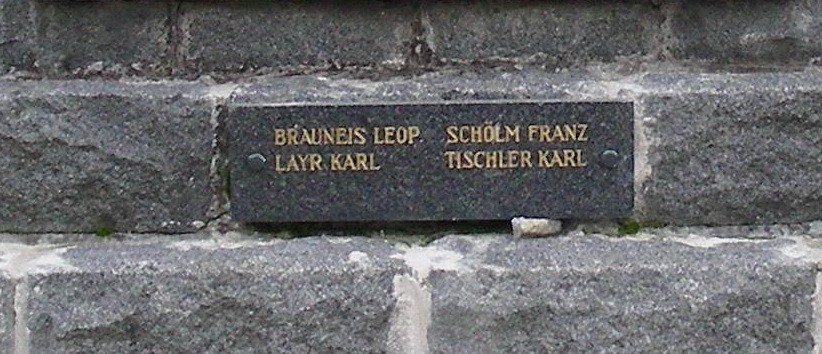 BRAUNEIS LEOP. SCHÖLM FRANZ
LAYR KARL TISCHLER KARL